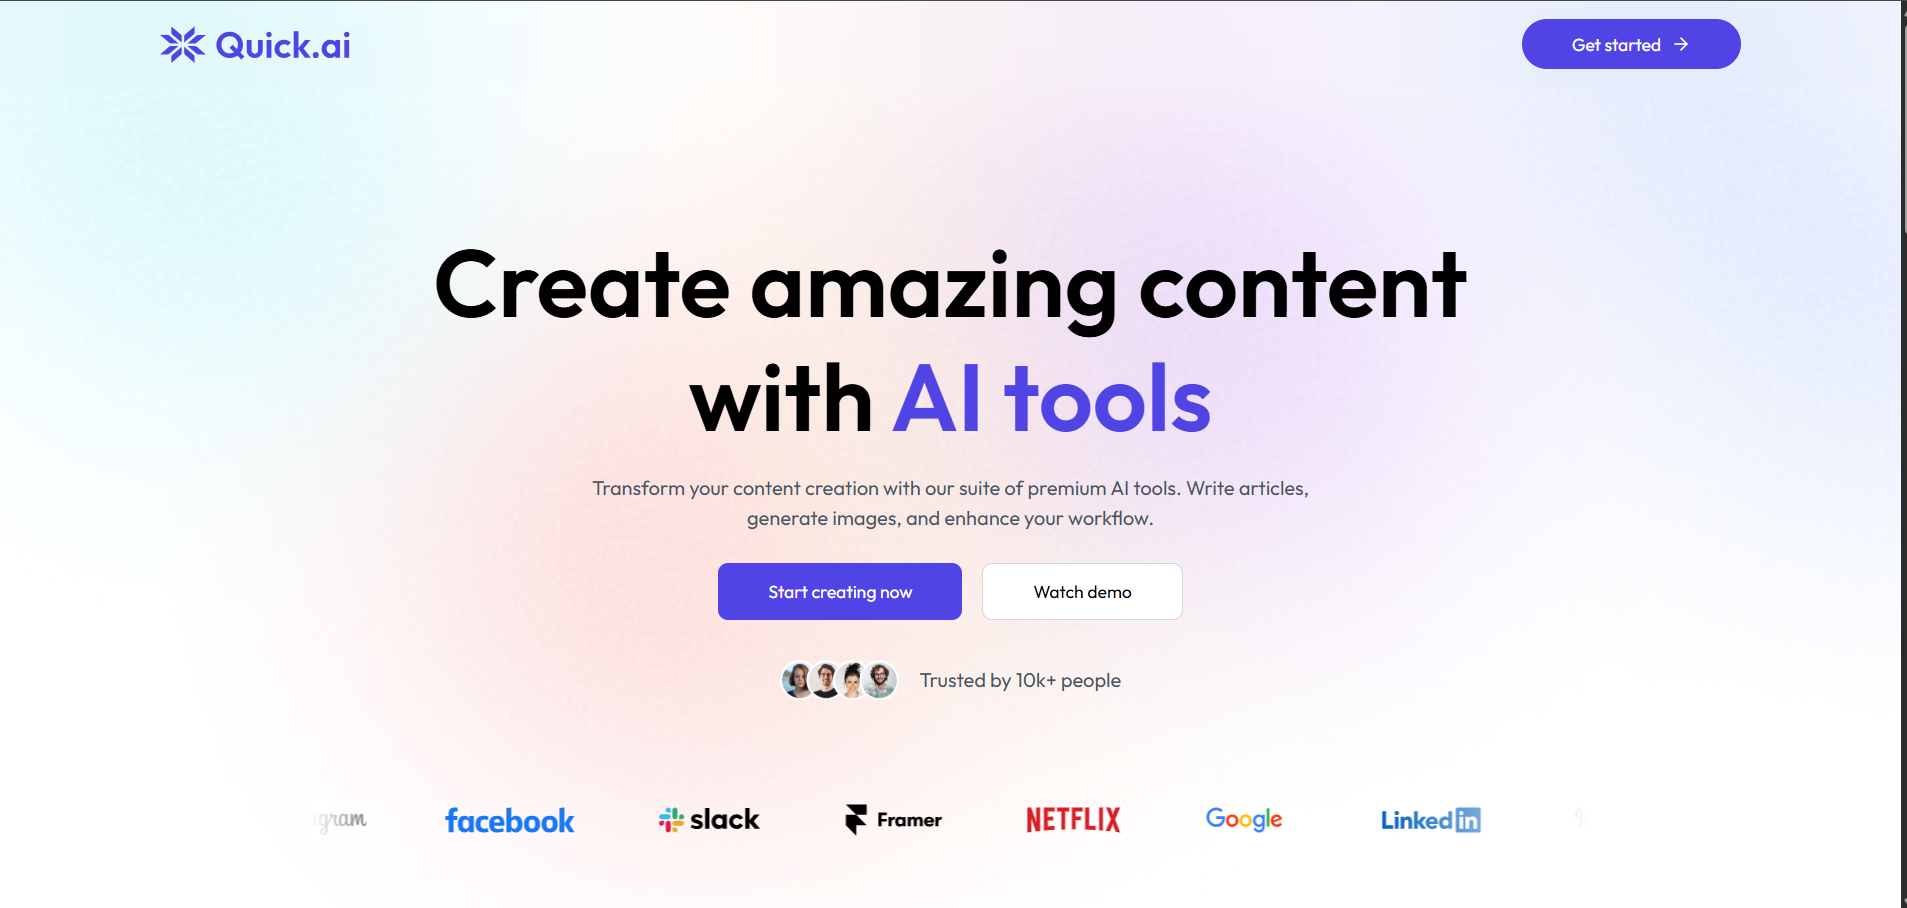 Quick.ai
Get started
Create amazing content
with AI tools
Transform your content creation with our suite of premium AI tools. Write articles,
generate images, and enhance your workflow.
Start creating now
Watch demo
Trusted by 10k+ people
gram facebook slack Framer NETFLIX Google LinkedIn